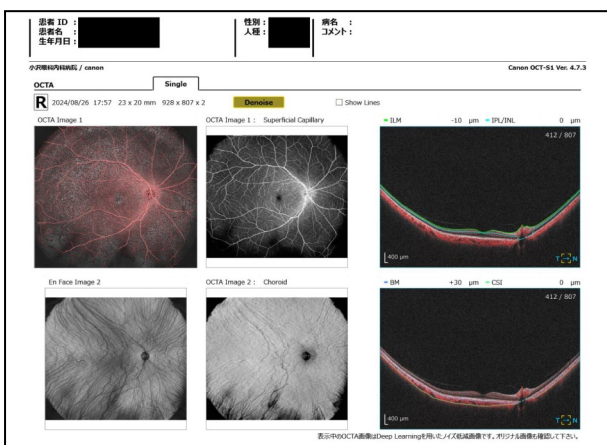 患者 ID :
患者名 :
生年月日 :
性別 :
人種 :
病名 :
コメント :
小沢眼科内科病院 / canon
Canon OCT-S1 Ver. 4.7.3
OCTA
Single
R 2024/08/26 17:57 23 x 20 mm 928 x 807 x 2 Denoise Show Lines
OCTA Image 1
OCTA Image 1 : Superficial Capillary
ILM -10 μm IPL/INL 0 μm
412 / 807
400 μm
T N
En Face Image 2
OCTA Image 2 : Choroid
BM +30 μm CSI 0 μm
412 / 807
400 μm
T N
表示中のOCTA画像はDeep Learningを用いたノイズ低減画像です。オリジナル画像も確認して下さい。